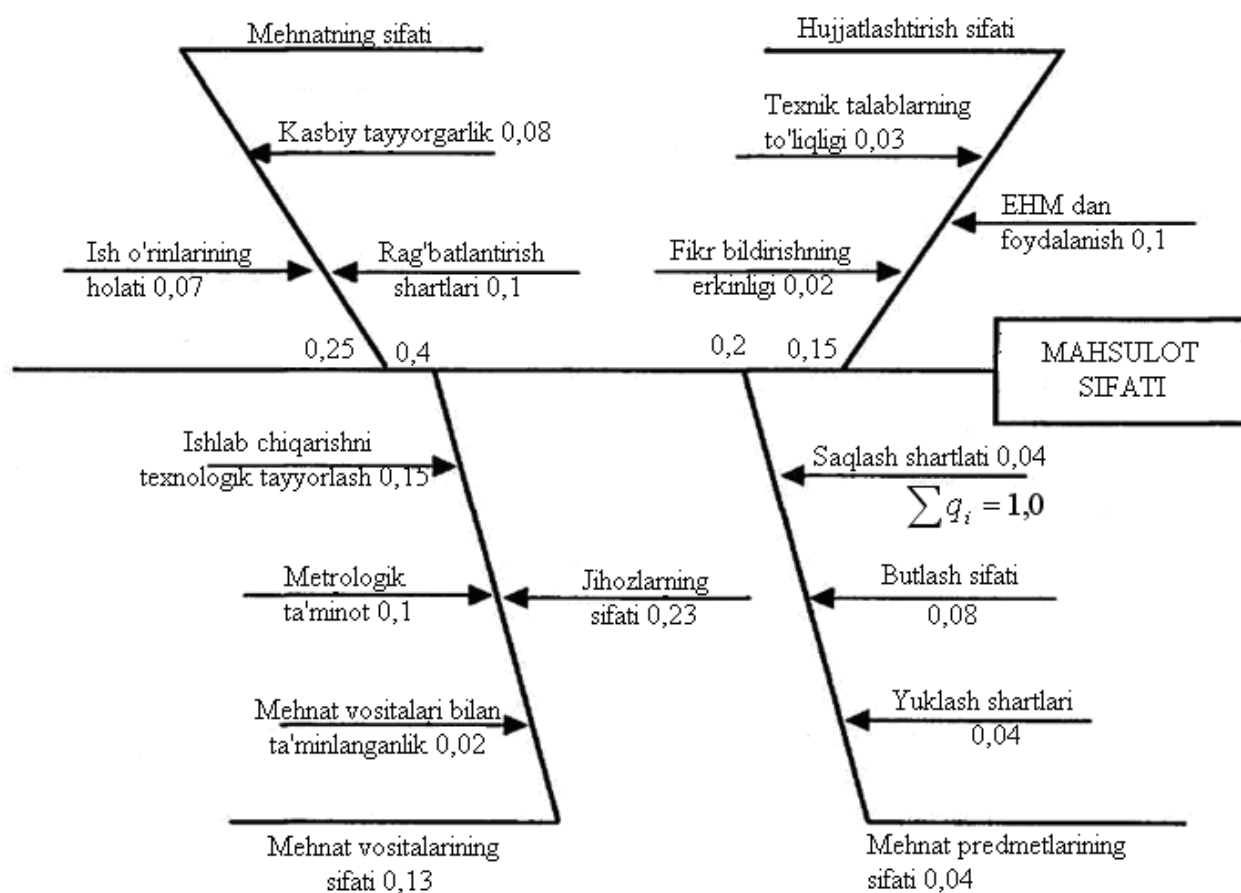 Mehnatning sifati
Hujjatlashtirish sifati
Kasbiy tayyorgarlik 0,08
Texnik talablarning
to'liqligi 0,03
EHM dan
foydalanish 0,1
Ish o'rinlarining
holati 0,07
Rag'batlantirish
shartlari 0,1
Fikr bildirishning
erkinligi 0,02
0,25
0,4
0,2
0,15
MAHSULOT
SIFATI
Ishlab chiqarishni
texnologik tayyorlash 0,15
Saqlash shartlati 0,04
∑ qᵢ = 1,0
Metrologik
ta'minot 0,1
Jihozlarning
sifati 0,23
Butlash sifati
0,08
Mehnat vositalari bilan
ta'minlanganlik 0,02
Yuklash shartlari
0,04
Mehnat vositalarining
sifati 0,13
Mehnat predmetlarining
sifati 0,04